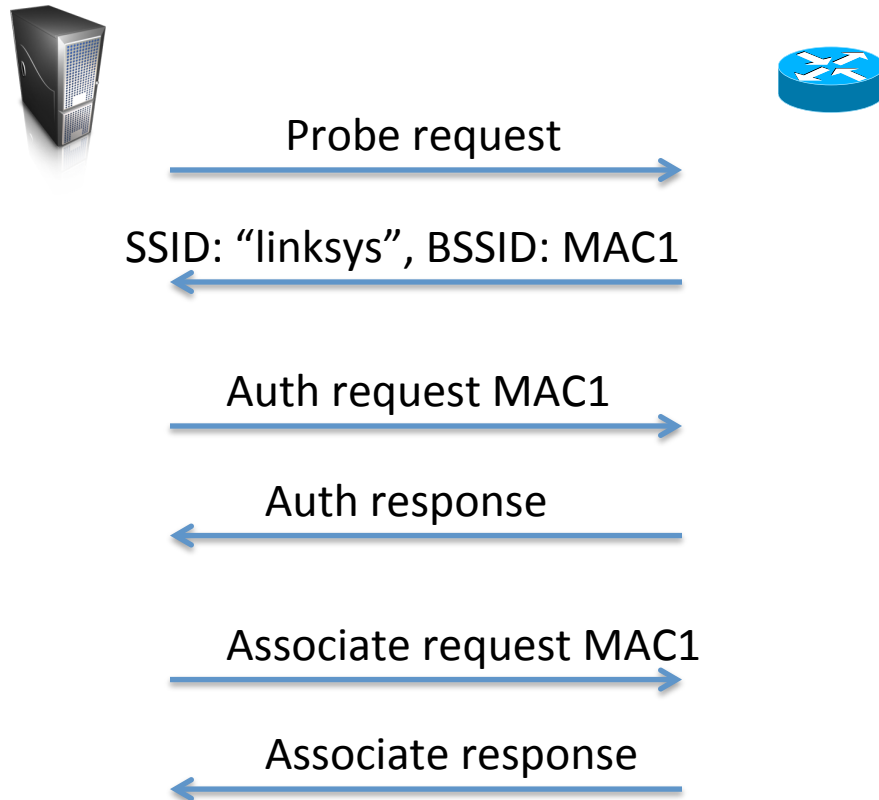 Probe request
SSID: “linksys”, BSSID: MAC1
Auth request MAC1
Auth response
Associate request MAC1
Associate response